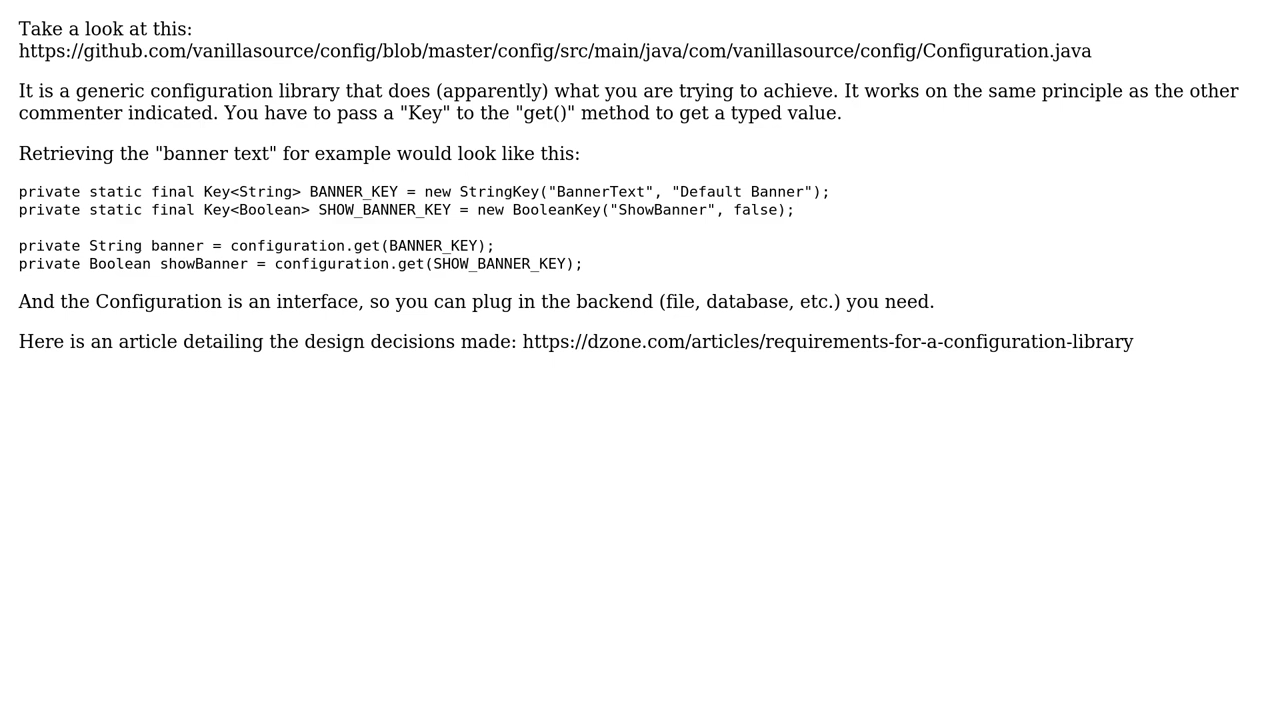 Take a look at this:
https://github.com/vanillasource/config/blob/master/config/src/main/java/com/vanillasource/config/Configuration.java
It is a generic configuration library that does (apparently) what you are trying to achieve. It works on the same principle as the other
commenter indicated. You have to pass a "Key" to the "get()" method to get a typed value.
Retrieving the "banner text" for example would look like this:
private static final Key<String> BANNER_KEY = new StringKey("BannerText", "Default Banner");
private static final Key<Boolean> SHOW_BANNER_KEY = new BooleanKey("ShowBanner", false);
private String banner = configuration.get(BANNER_KEY);
private Boolean showBanner = configuration.get(SHOW_BANNER_KEY);
And the Configuration is an interface, so you can plug in the backend (file, database, etc.) you need.
Here is an article detailing the design decisions made: https://dzone.com/articles/requirements-for-a-configuration-library